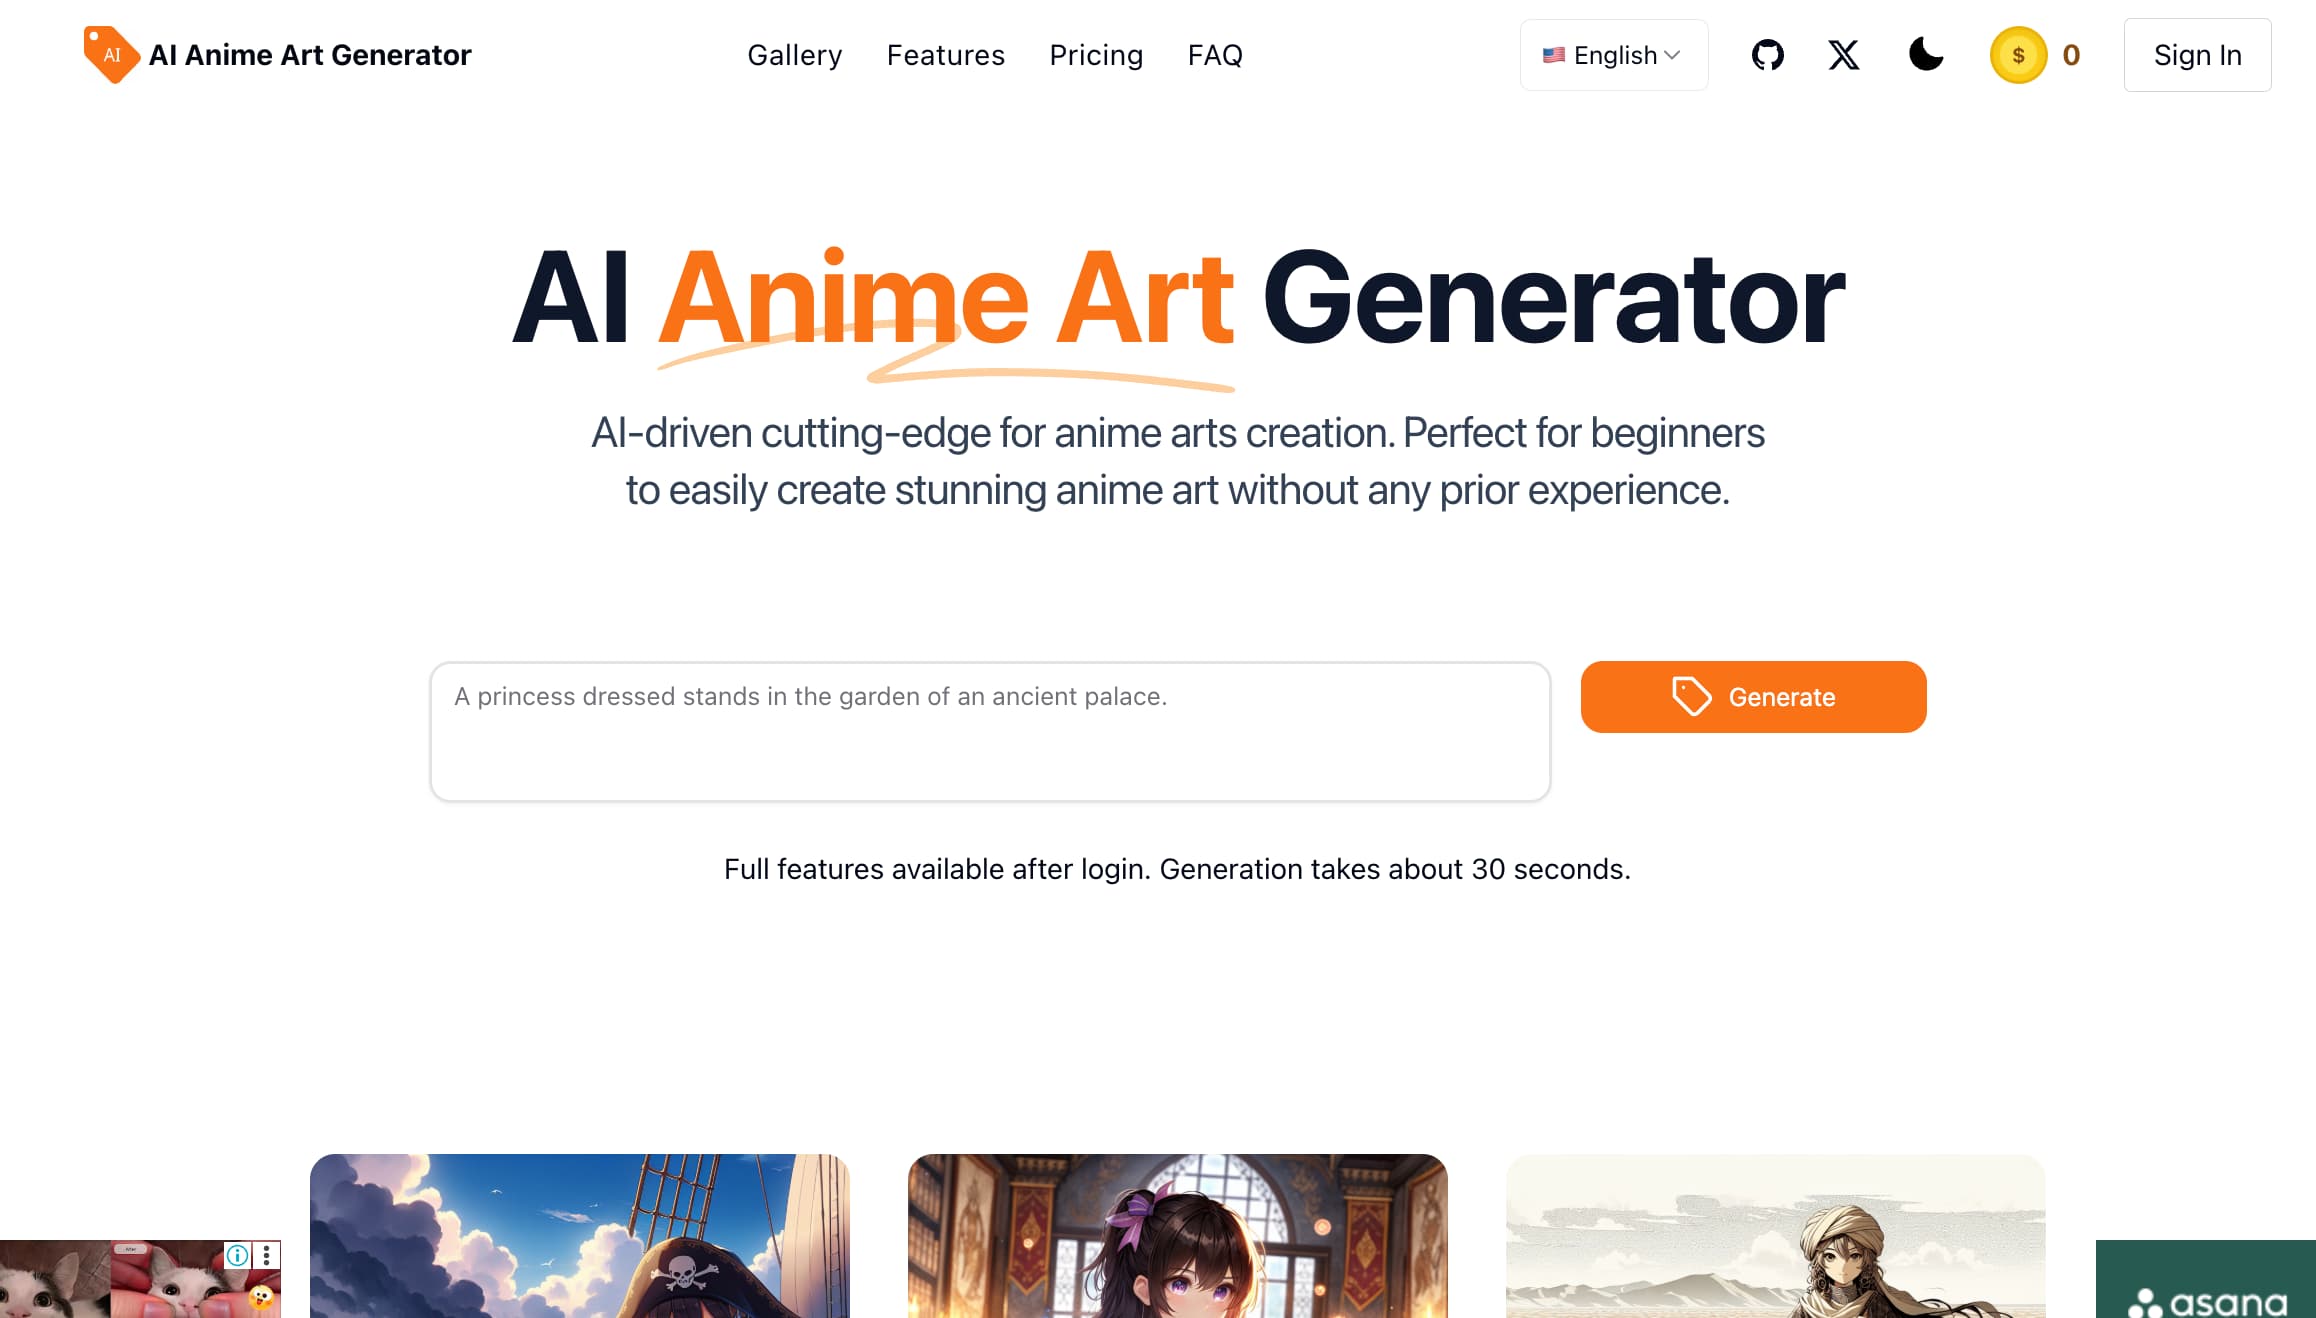 AI
AI Anime Art Generator
Gallery
Features
Pricing
FAQ
English
$
0
Sign In
AI Anime Art Generator
AI-driven cutting-edge for anime arts creation. Perfect for beginners
to easily create stunning anime art without any prior experience.
A princess dressed stands in the garden of an ancient palace.
Generate
Full features available after login. Generation takes about 30 seconds.
asana